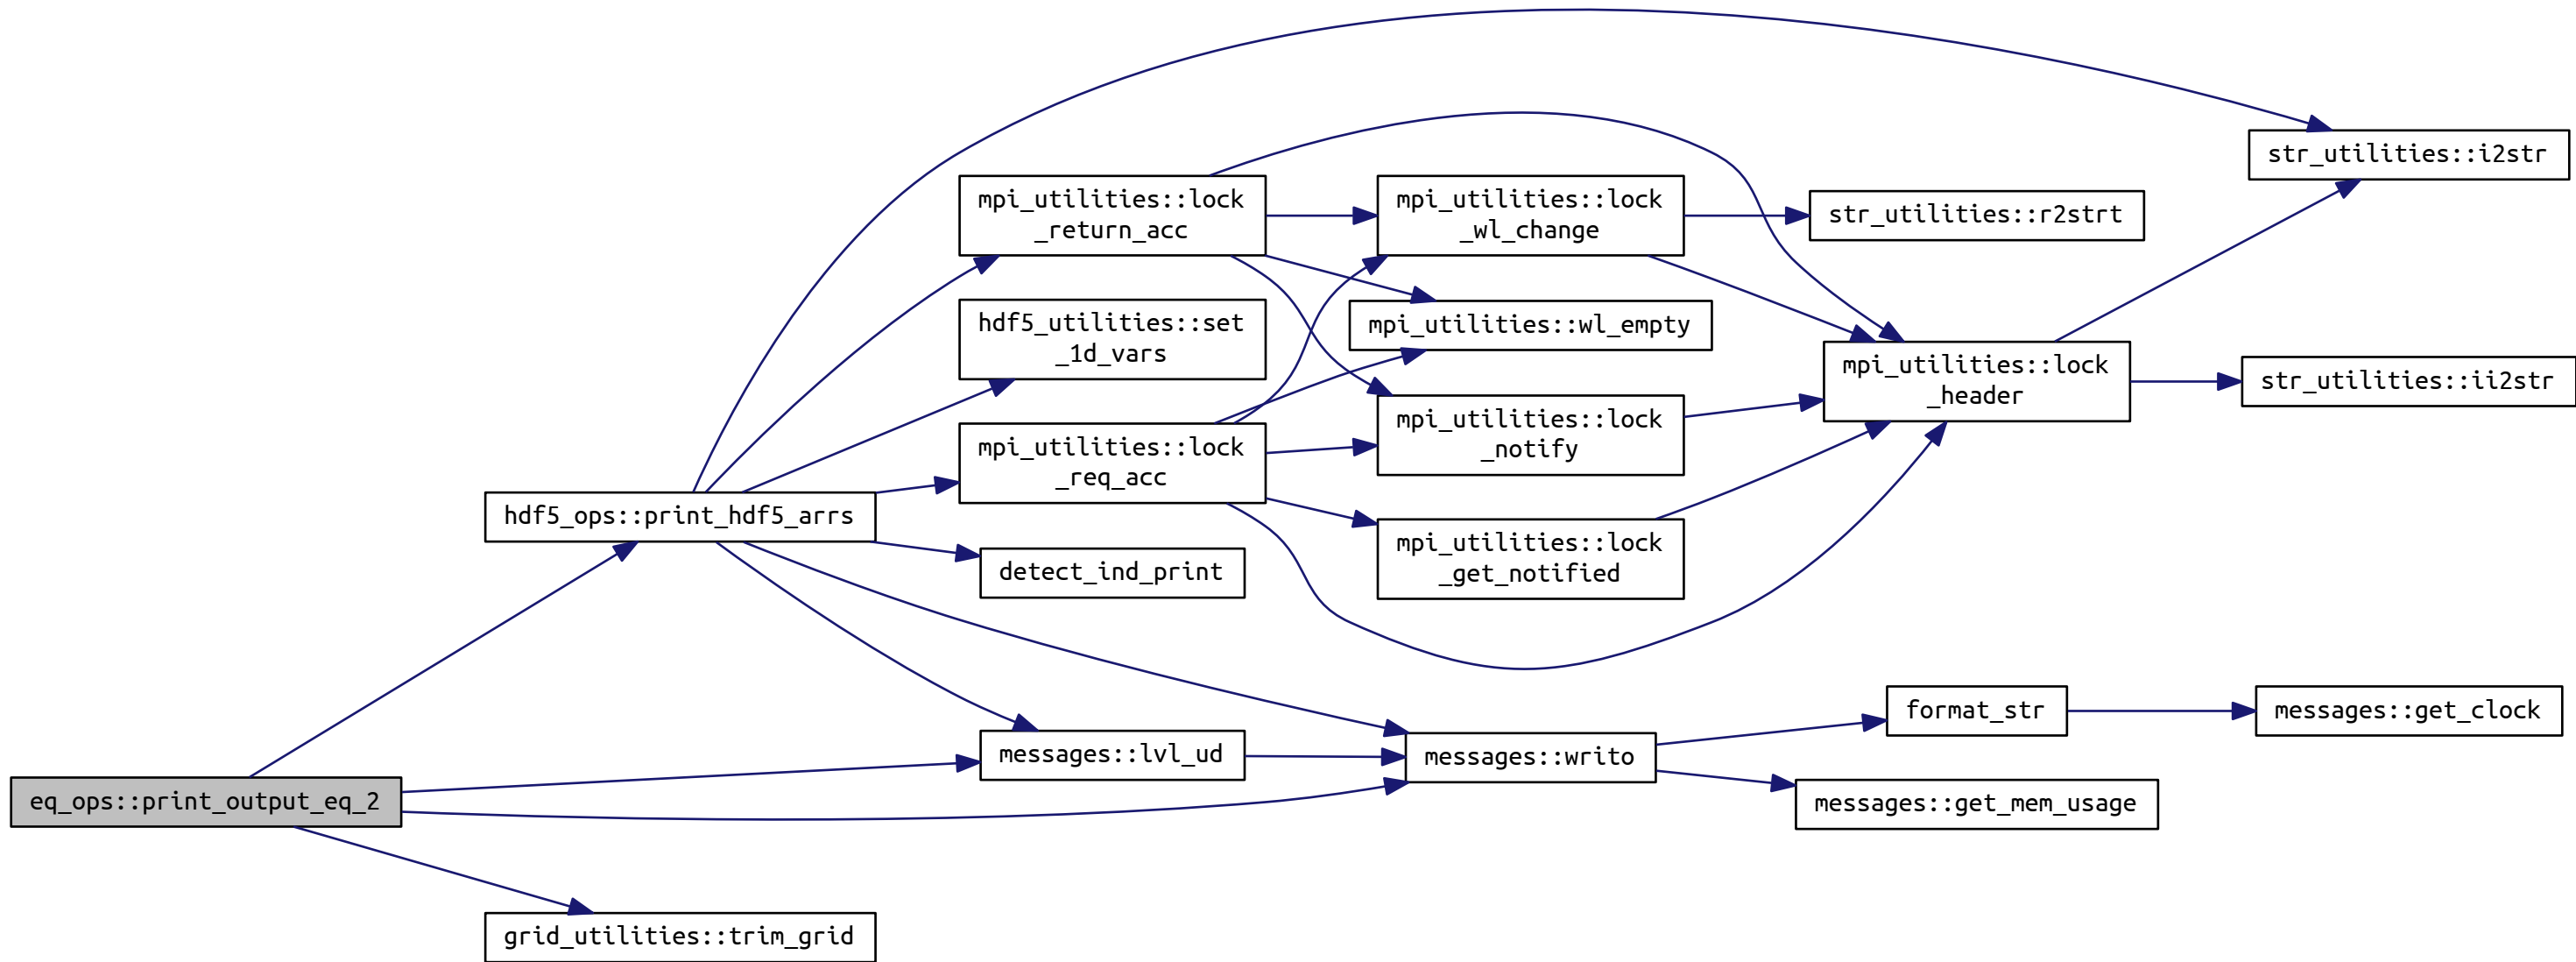 eq_ops::print_output_eq_2
hdf5_ops::print_hdf5_arrs
grid_utilities::trim_grid
mpi_utilities::lock
_return_acc
hdf5_utilities::set
_1d_vars
mpi_utilities::lock
_req_acc
detect_ind_print
messages::lvl_ud
mpi_utilities::lock
_wl_change
mpi_utilities::wl_empty
mpi_utilities::lock
_notify
mpi_utilities::lock
_get_notified
messages::writo
str_utilities::r2strt
mpi_utilities::lock
_header
format_str
messages::get_mem_usage
str_utilities::i2str
str_utilities::ii2str
messages::get_clock